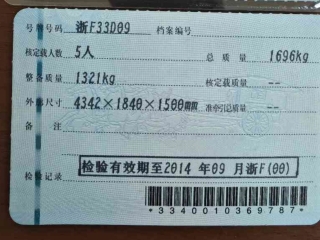 号牌号码 浙F33D09 档案编号
核定载人数 5人 总质量 1696kg
整备质量 1321kg 核定载质量 --
外廓尺寸 4342×1840×1500mm 准牵引总质量 --
备注
检验有效期至2014 年09 月浙F(00)
检验记录
*3340010369787*